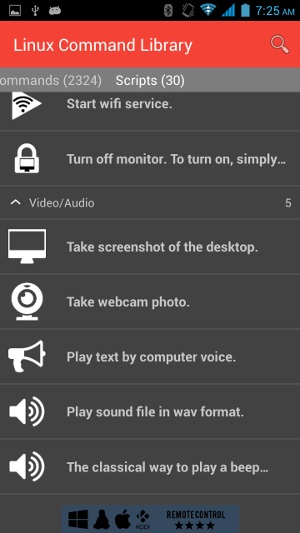 7:25 AM
Linux Command Library
ommands (2324) Scripts (30)
Start wifi service.
Turn off monitor. To turn on, simply…
Video/Audio 5
Take screenshot of the desktop.
Take webcam photo.
Play text by computer voice.
Play sound file in wav format.
The classical way to play a beep…
KODI REMOTE CONTROL